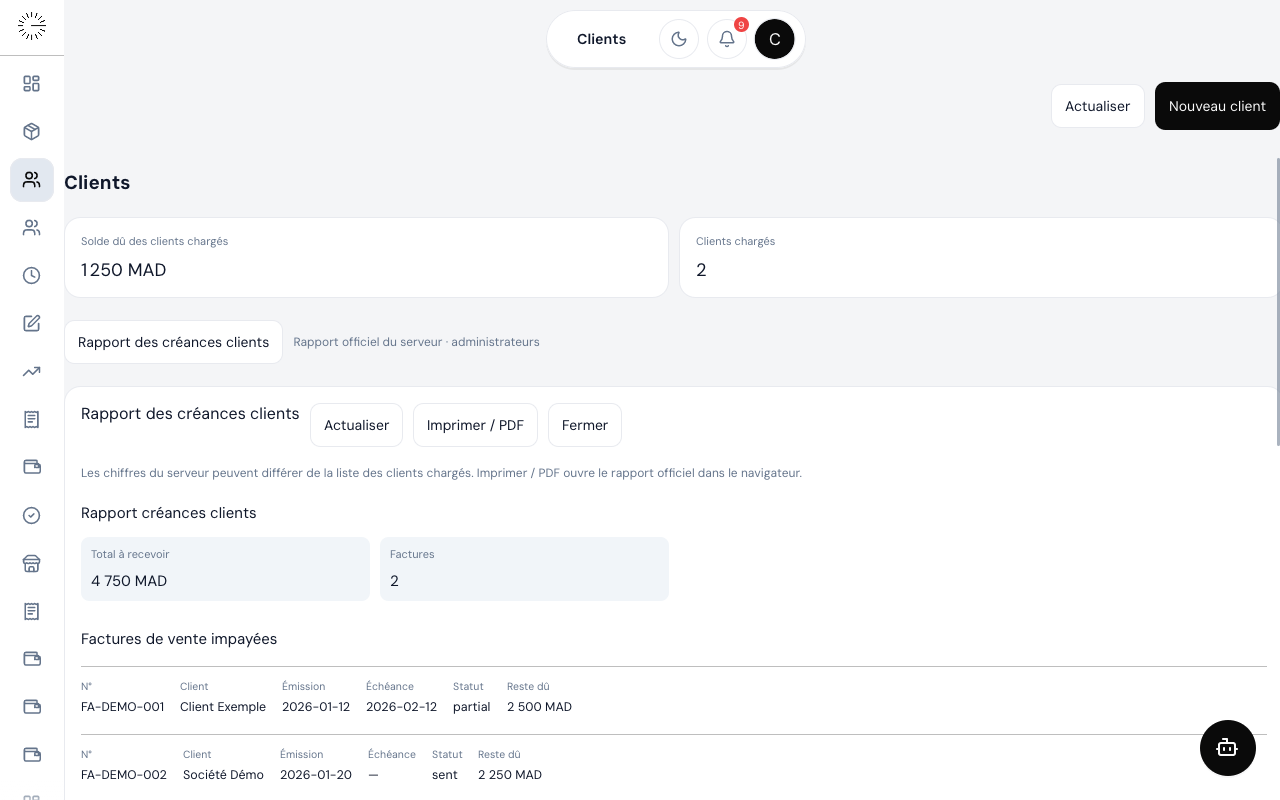 Clients
9
C
Actualiser
Nouveau client
Clients
Solde dû des clients chargés
1 250 MAD
Clients chargés
2
Rapport des créances clients
Rapport officiel du serveur · administrateurs
Rapport des créances clients
Actualiser
Imprimer / PDF
Fermer
Les chiffres du serveur peuvent différer de la liste des clients chargés. Imprimer / PDF ouvre le rapport officiel dans le navigateur.
Rapport créances clients
Total à recevoir
4 750 MAD
Factures
2
Factures de vente impayées
N° Client Émission Échéance Statut Reste dû
FA-DEMO-001 Client Exemple 2026-01-12 2026-02-12 partial 2 500 MAD
N° Client Émission Échéance Statut Reste dû
FA-DEMO-002 Société Démo 2026-01-20 — sent 2 250 MAD